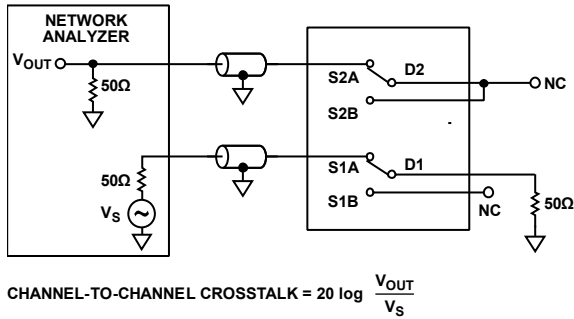 NETWORK
ANALYZER
VOUT
50Ω
S2A
D2
NC
S2B
50Ω
VS
S1A
D1
S1B
NC
50Ω
CHANNEL-TO-CHANNEL CROSSTALK = 20 log VOUT
VS